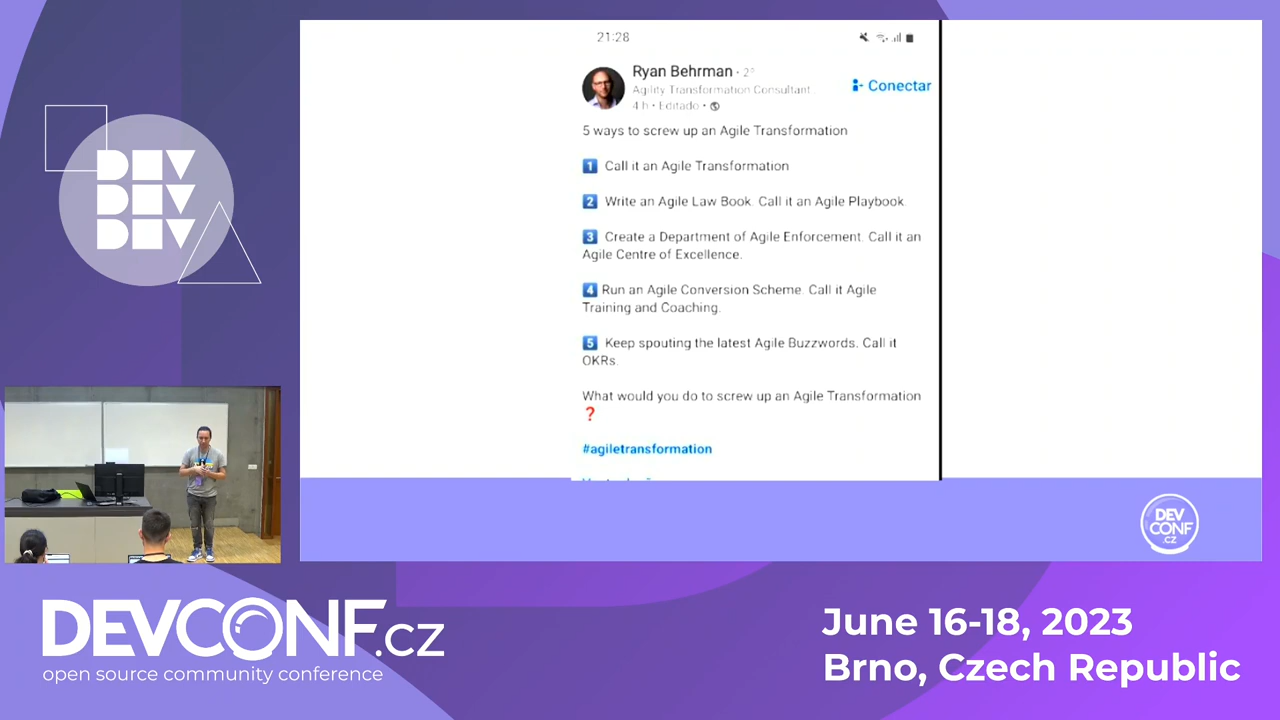 21:28
Ryan Behrman · 2º
Conectar
Agility Transformation Consultant...
4 h • Editado •
5 ways to screw up an Agile Transformation
1 Call it an Agile Transformation
2 Write an Agile Law Book. Call it an Agile Playbook.
3 Create a Department of Agile Enforcement. Call it an
Agile Centre of Excellence.
4 Run an Agile Conversion Scheme. Call it Agile
Training and Coaching.
5 Keep spouting the latest Agile Buzzwords. Call it
OKRs.
What would you do to screw up an Agile Transformation
❓
#agiletransformation
DEV
CONF
.CZ
DEV
DEV
DEV
DEVCONF.cz
open source community conference
June 16-18, 2023
Brno, Czech Republic